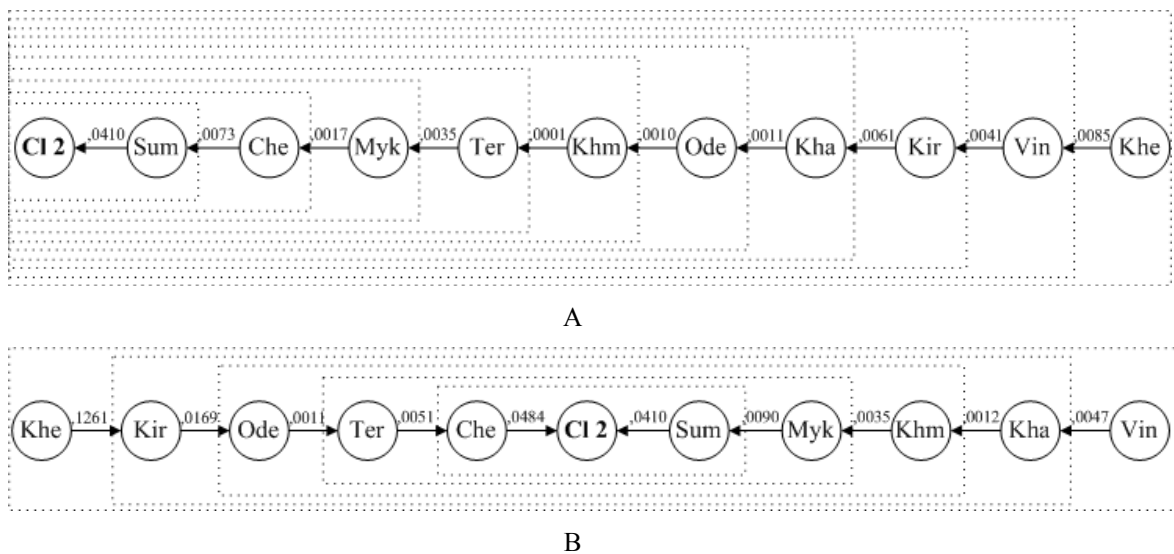 ,0410 ,0073 ,0017 ,0035 ,0001 ,0010 ,0011 ,0061 ,0041 ,0085
Cl 2 Sum Che Myk Ter Khm Ode Kha Kir Vin Khe
A
,1261 ,0169 ,0011 ,0051 ,0484 ,0410 ,0090 ,0035 ,0012 ,0047
Khe Kir Ode Ter Che Cl 2 Sum Myk Khm Kha Vin
B